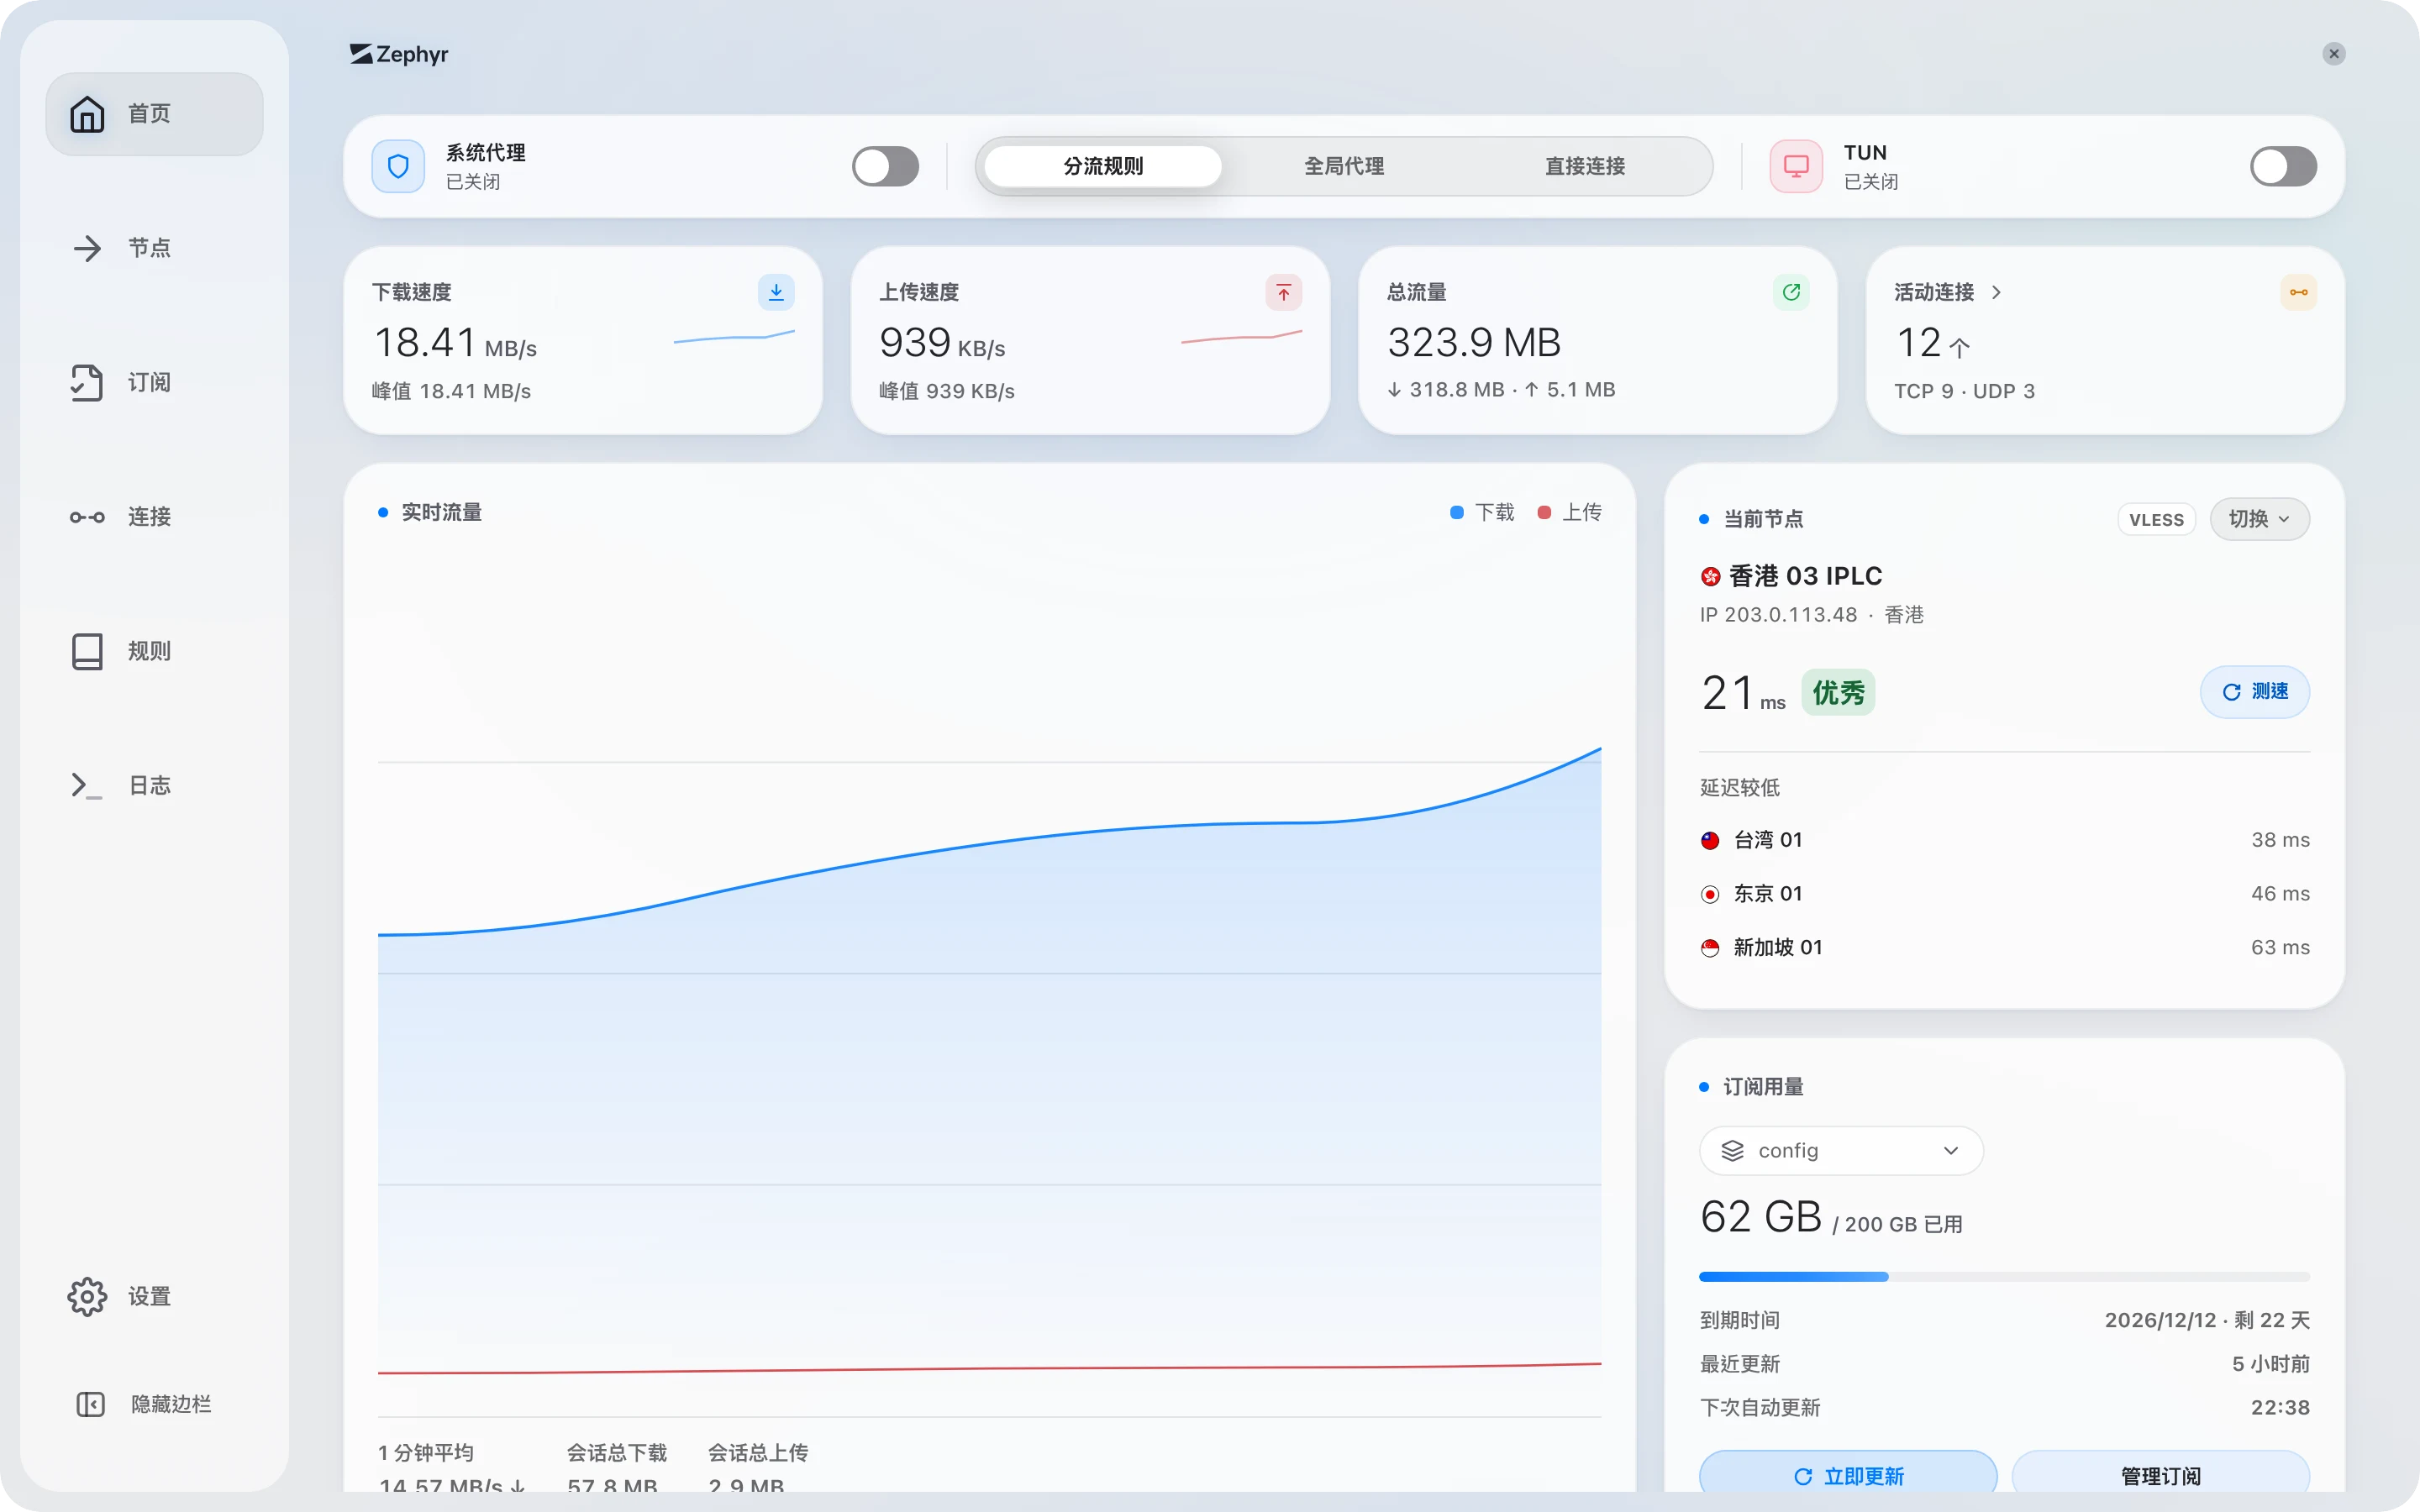 Zephyr
首页
节点
订阅
连接
规则
日志
设置
隐藏边栏
系统代理
已关闭
分流规则
全局代理
直接连接
TUN
已关闭
下载速度
18.41 MB/s
峰值 18.41 MB/s
上传速度
939 KB/s
峰值 939 KB/s
总流量
323.9 MB
↓ 318.8 MB · ↑ 5.1 MB
活动连接
12 个
TCP 9 · UDP 3
实时流量
下载
上传
1 分钟平均
14.57 MB/s ↓
会话总下载
57.8 MB
会话总上传
2.9 MB
当前节点
VLESS
切换
香港 03 IPLC
IP 203.0.113.48 · 香港
21 ms 优秀
测速
延迟较低
台湾 01 38 ms
东京 01 46 ms
新加坡 01 63 ms
订阅用量
config
62 GB / 200 GB 已用
到期时间 2026/12/12 · 剩 22 天
最近更新 5 小时前
下次自动更新 22:38
立即更新
管理订阅